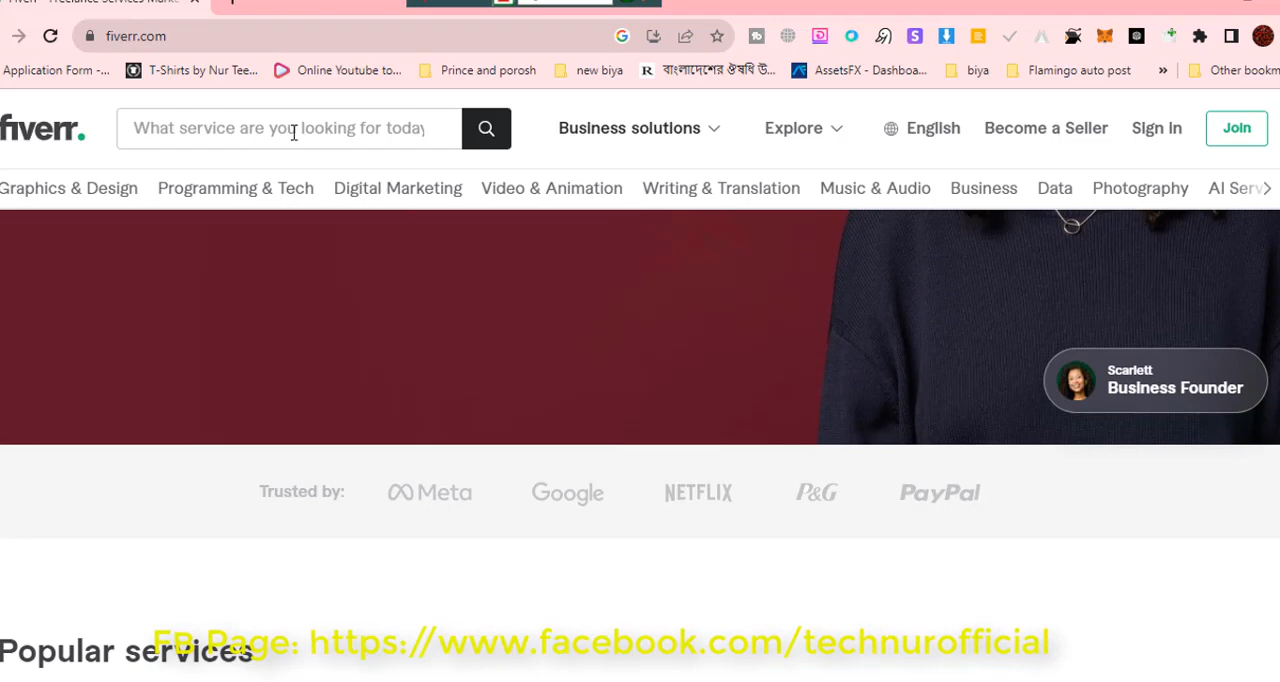 fiverr.com
Application Form -...
T-Shirts by Nur Tee...
Online Youtube to...
Prince and porosh
new biya
বাংলাদেশের ঔষধি উ...
AssetsFX - Dashboa...
biya
Flamingo auto post
»
Other bookm
fiverr.
What service are you looking for today
Business solutions
Explore
English
Become a Seller
Sign in
Join
Graphics & Design
Programming & Tech
Digital Marketing
Video & Animation
Writing & Translation
Music & Audio
Business
Data
Photography
AI Serv
Scarlett
Business Founder
Trusted by:
Meta
Google
NETFLIX
P&G
PayPal
Popular services
FB Page: https://www.facebook.com/technurofficial